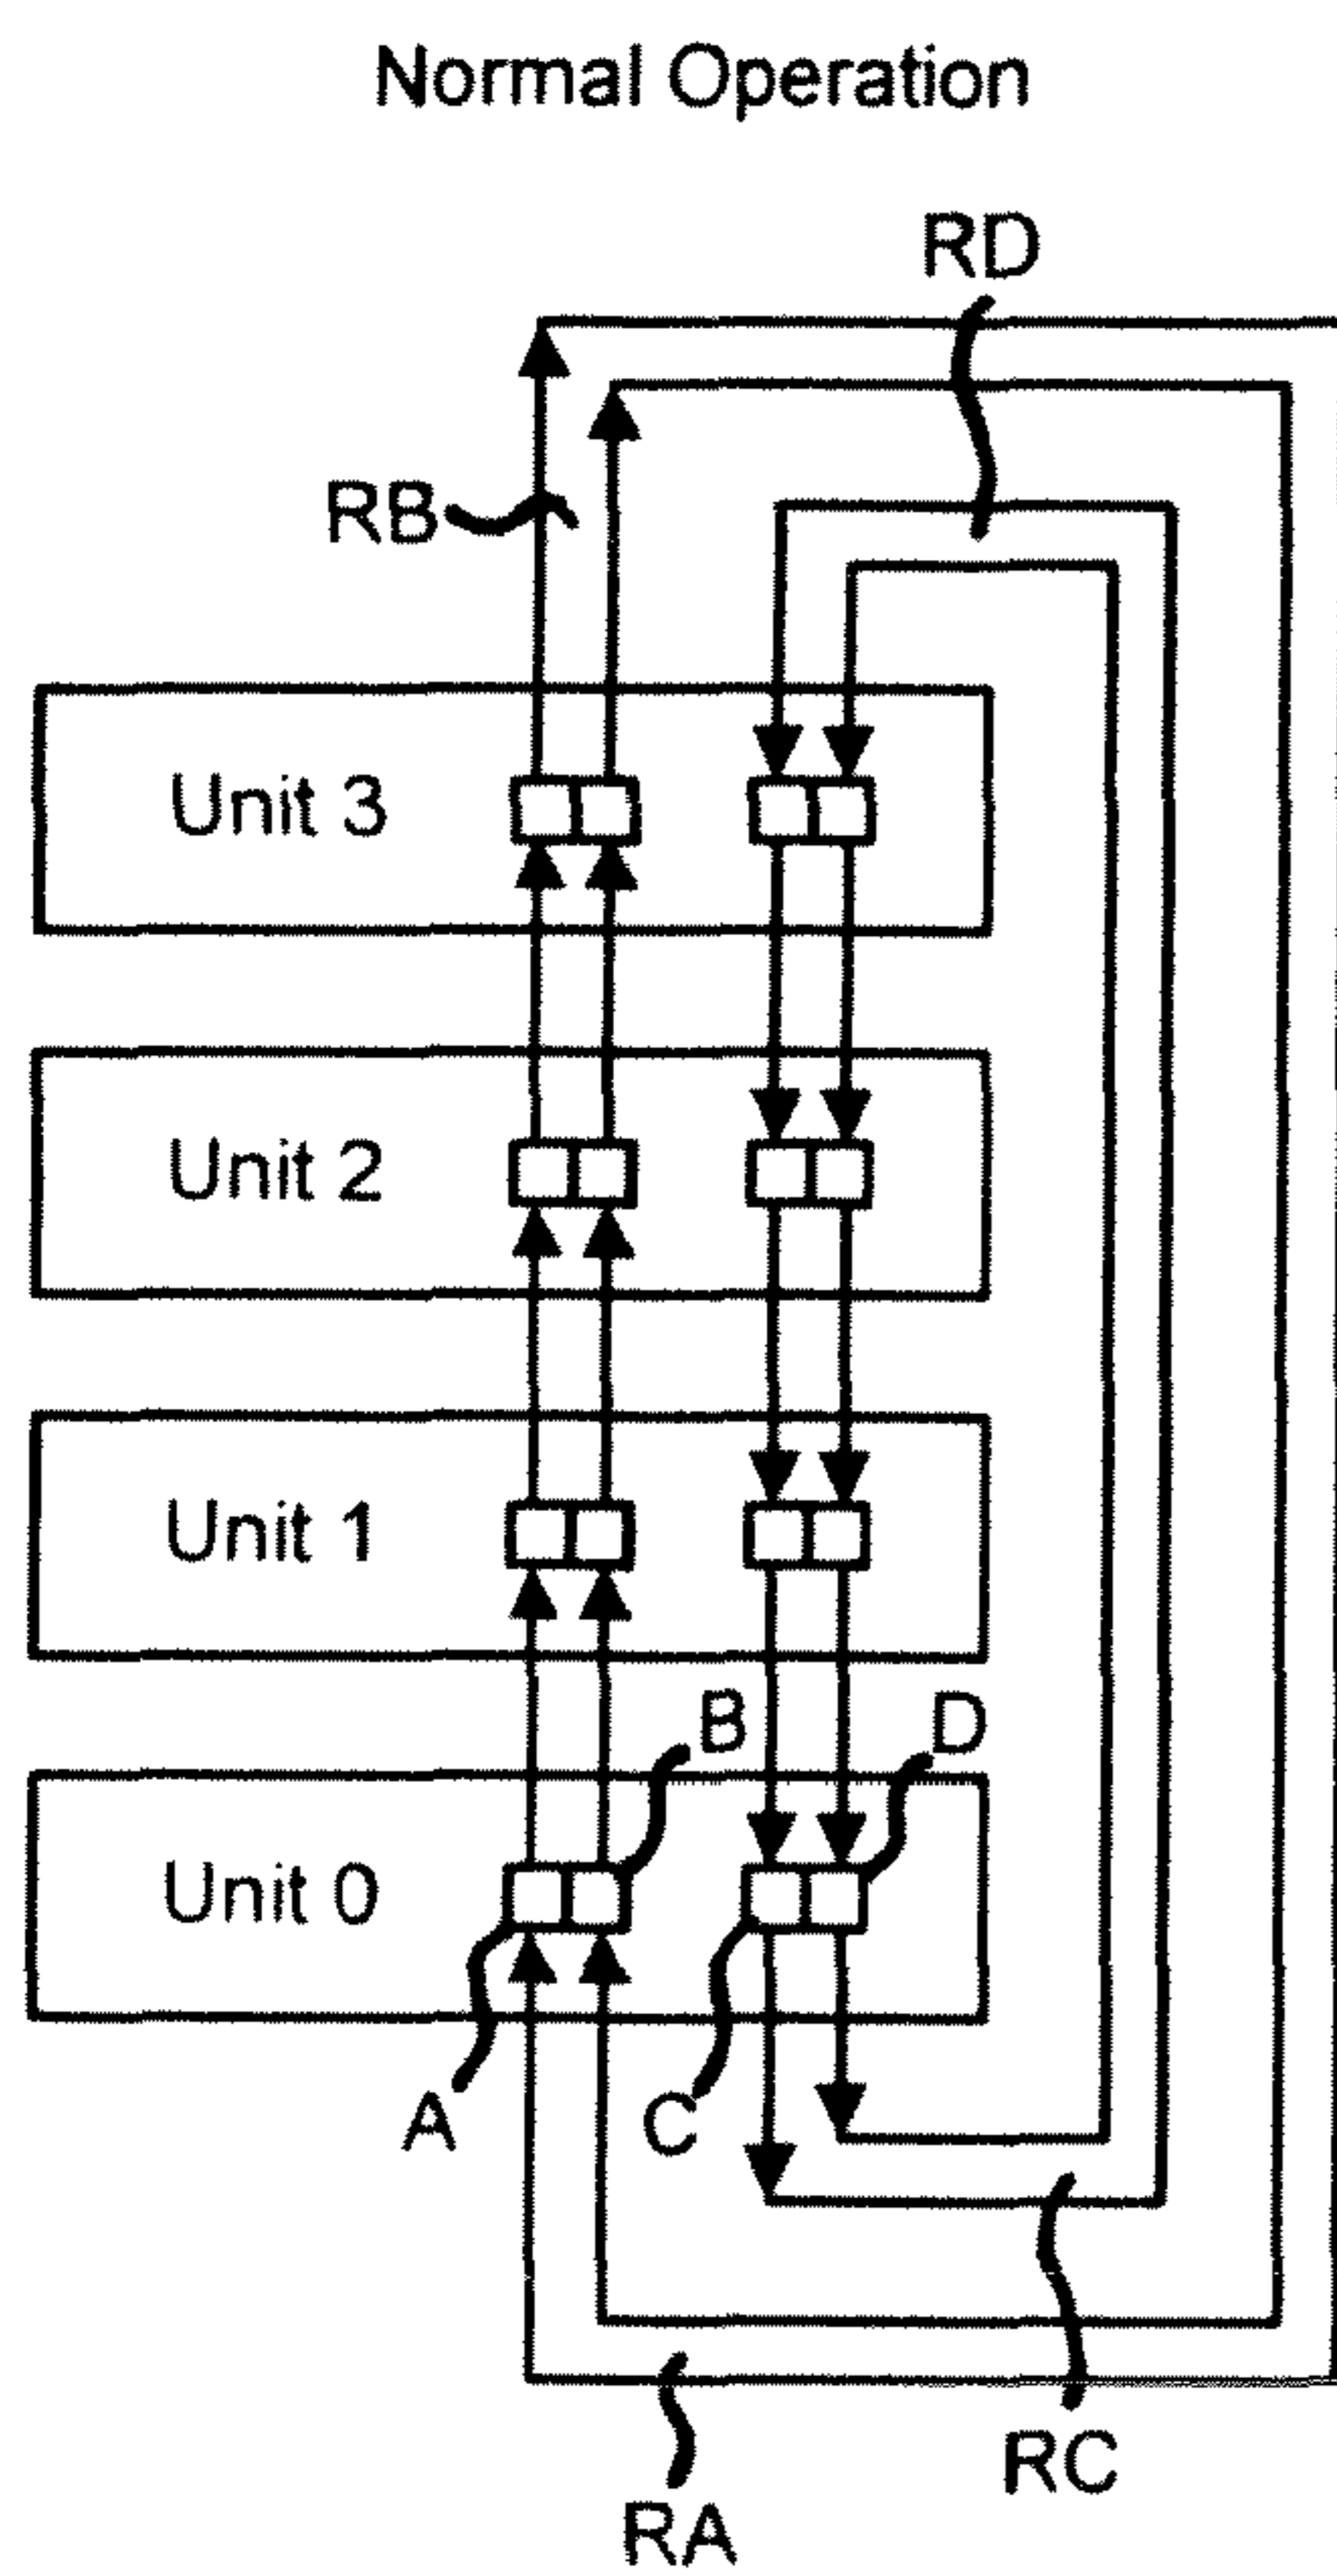 Normal Operation
RD
RB
Unit 3
Unit 2
Unit 1
B
D
Unit 0
A
C
RC
RA